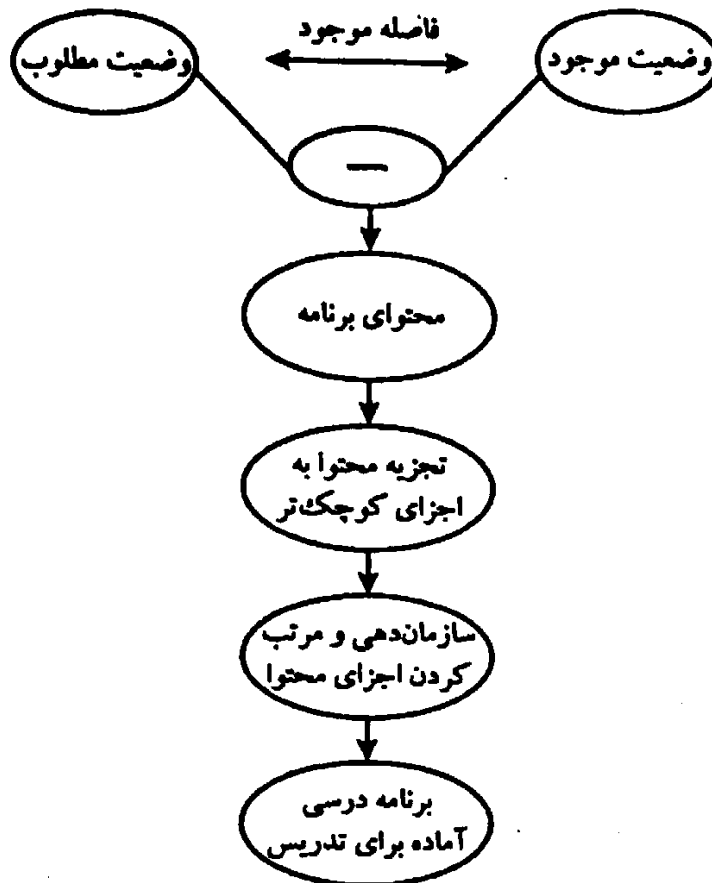 فاصله موجود
وضعیت موجود
وضعیت مطلوب
—
محتوای برنامه
تجزیه محتوا به
اجزای کوچک‌تر
سازمان‌دهی و مرتب
کردن اجزای محتوا
برنامه درسی
آماده برای تدریس